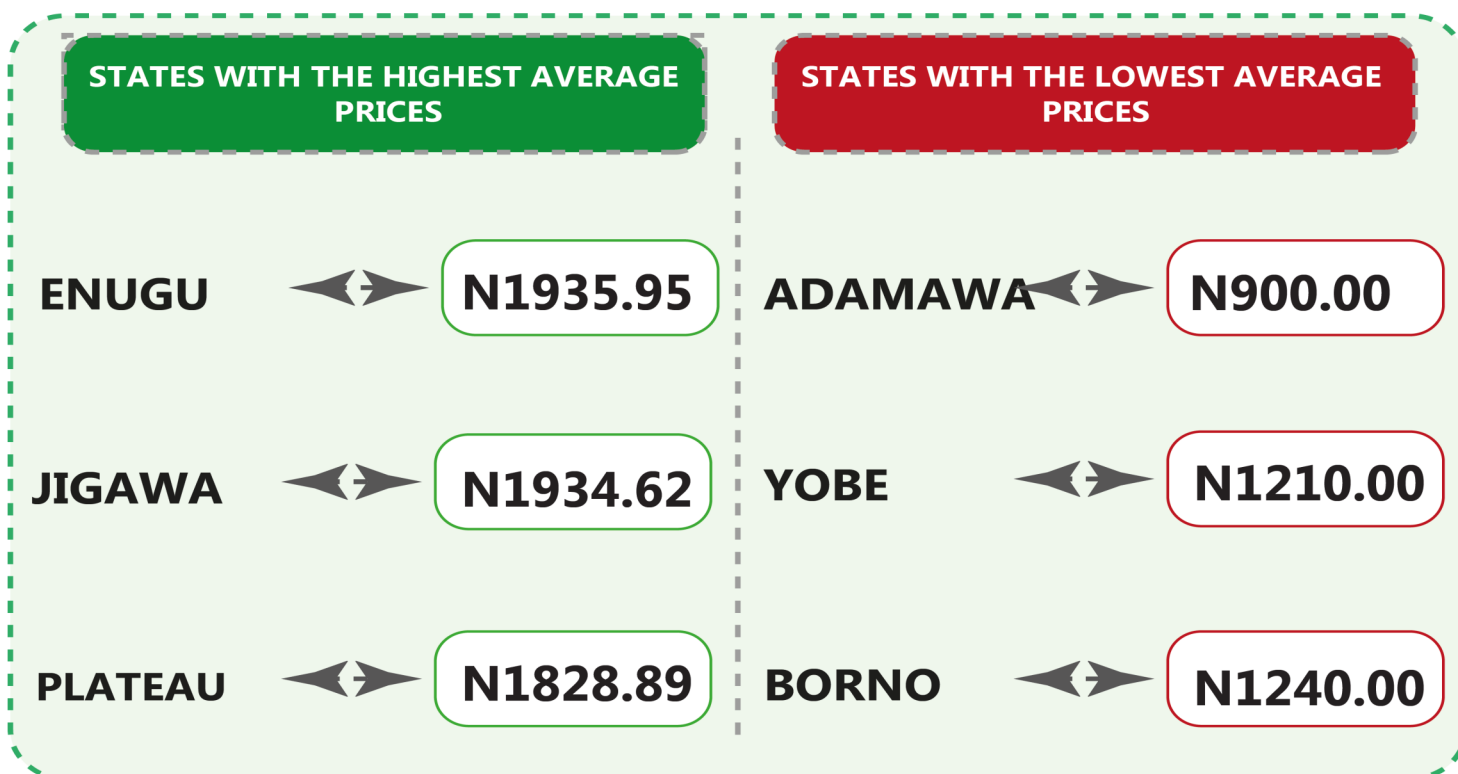 STATES WITH THE HIGHEST AVERAGE
PRICES
ENUGU N1935.95
JIGAWA N1934.62
PLATEAU N1828.89
STATES WITH THE LOWEST AVERAGE
PRICES
ADAMAWA N900.00
YOBE N1210.00
BORNO N1240.00